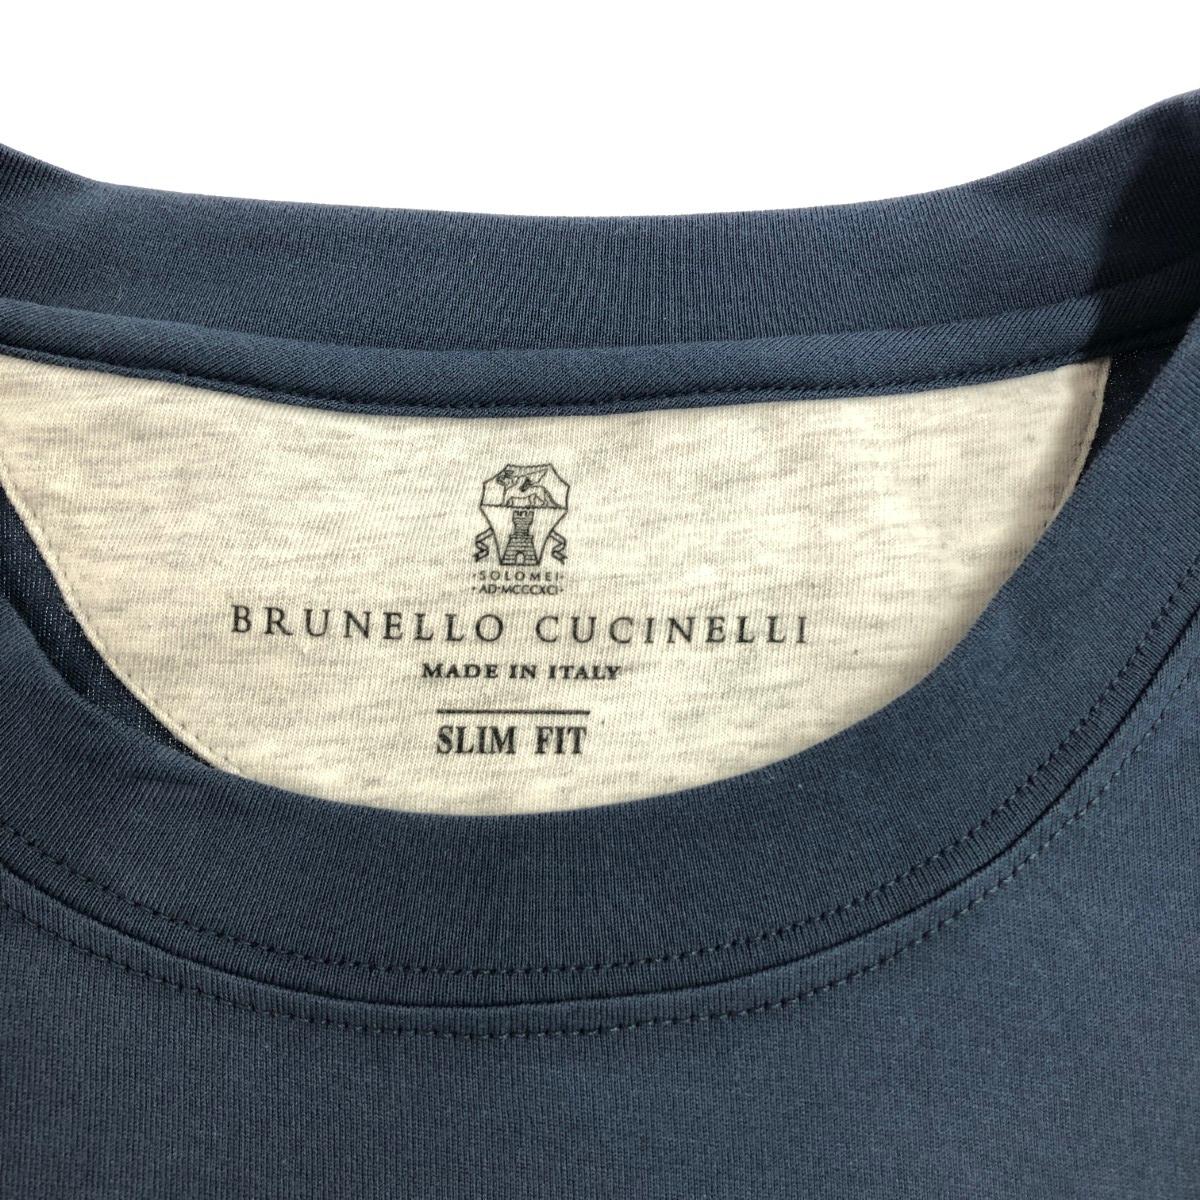 ·SOLOMEI·
·AD·MCCCXCI·
BRUNELLO CUCINELLI
MADE IN ITALY
SLIM FIT